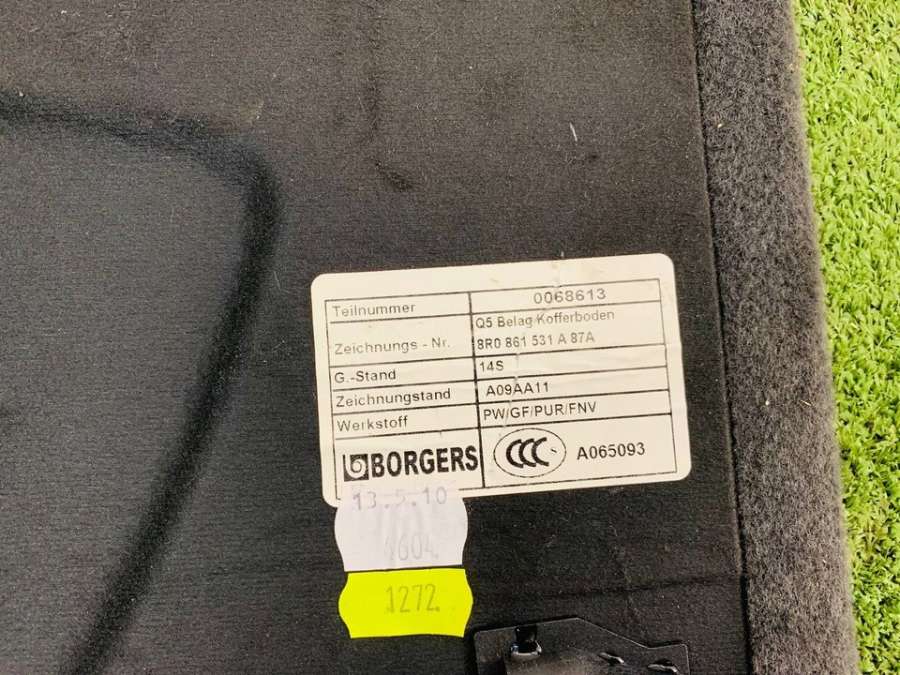 Teilnummer 0068613
Q5 Belag Kofferboden
Zeichnungs - Nr. 8R0 861 531 A 87A
G.-Stand 14S
Zeichnungstand A09AA11
Werkstoff PW/GF/PUR/FNV
BORGERS CCC S A065093
13.5.10
1604
1272